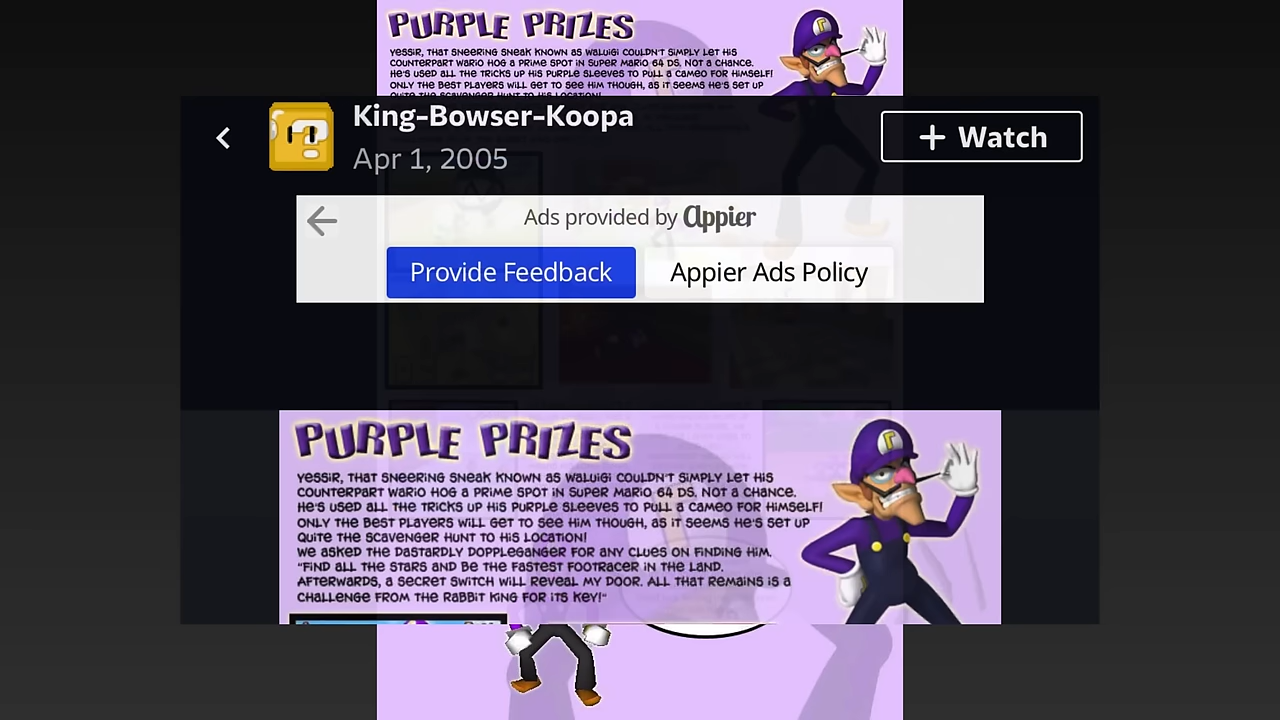 PURPLE PRIZES
YESSIR, THAT SNEERING SNEAK KNOWN AS WALUIGI COULDN'T SIMPLY LET HIS
COUNTERPART WARIO HOG A PRIME SPOT IN SUPER MARIO 64 DS. NOT A CHANCE.
HE'S USED ALL THE TRICKS UP HIS PURPLE SLEEVES TO PULL A CAMEO FOR HIMSELF!
ONLY THE BEST PLAYERS WILL GET TO SEE HIM THOUGH, AS IT SEEMS HE'S SET UP
QUITE THE SCAVENGER HUNT TO HIS LOCATION!
King-Bowser-Koopa
Apr 1, 2005
+ Watch
Ads provided by Appier
Provide Feedback
Appier Ads Policy
PURPLE PRIZES
YESSIR, THAT SNEERING SNEAK KNOWN AS WALUIGI COULDN'T SIMPLY LET HIS
COUNTERPART WARIO HOG A PRIME SPOT IN SUPER MARIO 64 DS. NOT A CHANCE.
HE'S USED ALL THE TRICKS UP HIS PURPLE SLEEVES TO PULL A CAMEO FOR HIMSELF!
ONLY THE BEST PLAYERS WILL GET TO SEE HIM THOUGH, AS IT SEEMS HE'S SET UP
QUITE THE SCAVENGER HUNT TO HIS LOCATION!
WE ASKED THE DASTARDLY DOPPLEGANGER FOR ANY CLUES ON FINDING HIM.
"FIND ALL THE STARS AND BE THE FASTEST FOOTRACER IN THE LAND.
AFTERWARDS, A SECRET SWITCH WILL REVEAL MY DOOR. ALL THAT REMAINS IS A
CHALLENGE FROM THE RABBIT KING FOR ITS KEY!"